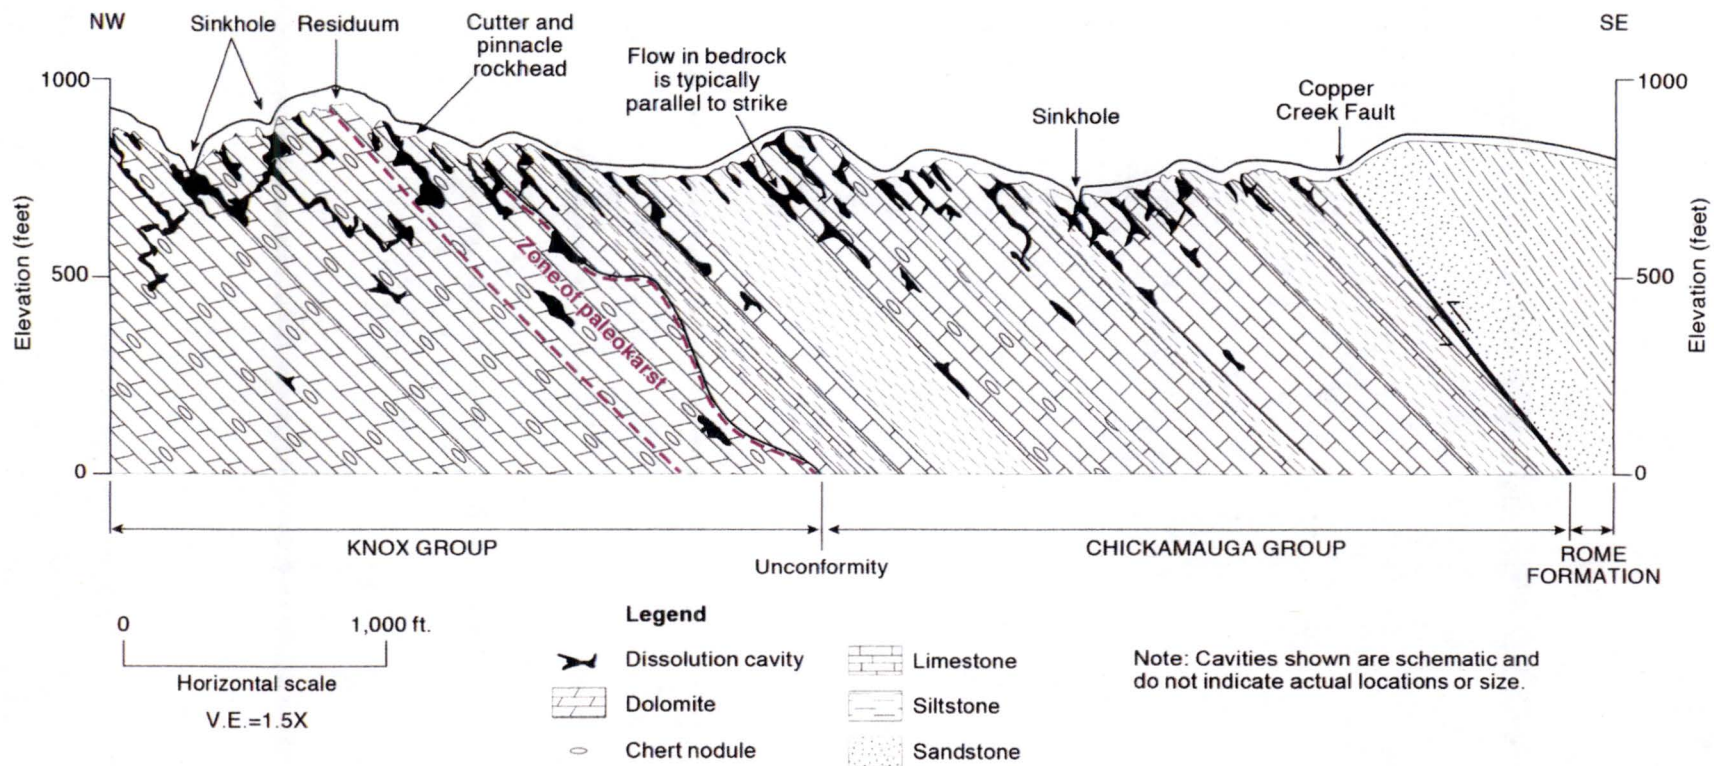 NW
SE
Sinkhole
Residuum
Cutter and
pinnacle
rockhead
Flow in bedrock
is typically
parallel to strike
Sinkhole
Copper
Creek Fault
1000
500
0
Elevation (feet)
1000
500
0
Elevation (feet)
Zone of paleokarst
KNOX GROUP
Unconformity
CHICKAMAUGA GROUP
ROME
FORMATION
0
1,000 ft.
Horizontal scale
V.E.=1.5X
Legend
Dissolution cavity
Dolomite
Chert nodule
Limestone
Siltstone
Sandstone
Note: Cavities shown are schematic and
do not indicate actual locations or size.